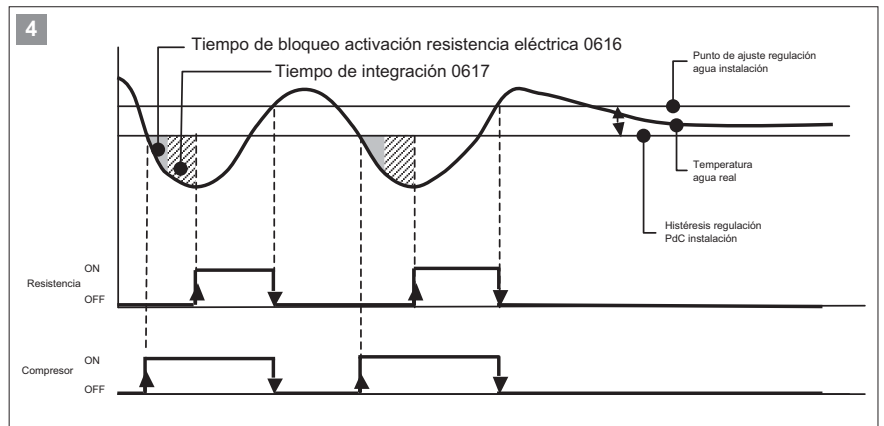 4
Tiempo de bloqueo activación resistencia eléctrica 0616
Tiempo de integración 0617
Punto de ajuste regulación
agua instalación
Temperatura
agua real
Histéresis regulación
PdC instalación
ON
Resistencia
OFF
ON
Compresor
OFF